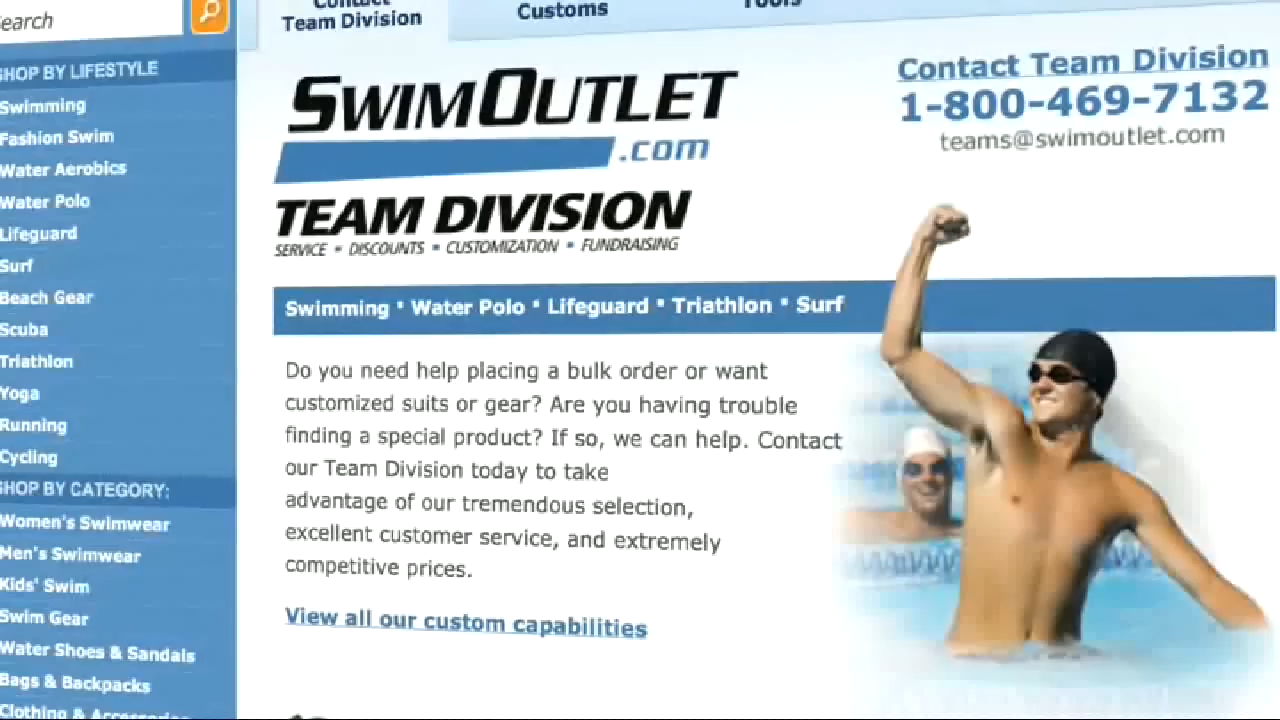 Search
SHOP BY LIFESTYLE
Swimming
Fashion Swim
Water Aerobics
Water Polo
Lifeguard
Surf
Beach Gear
Scuba
Triathlon
Yoga
Running
Cycling
SHOP BY CATEGORY:
Women's Swimwear
Men's Swimwear
Kids' Swim
Swim Gear
Water Shoes & Sandals
Bags & Backpacks
Clothing & Accessories
Contact
Team Division
Customs
Tools
SWIMOUTLET
.com
TEAM DIVISION
SERVICE • DISCOUNTS • CUSTOMIZATION • FUNDRAISING
Contact Team Division
1-800-469-7132
teams@swimoutlet.com
Swimming * Water Polo * Lifeguard * Triathlon * Surf
Do you need help placing a bulk order or want
customized suits or gear? Are you having trouble
finding a special product? If so, we can help. Contact
our Team Division today to take
advantage of our tremendous selection,
excellent customer service, and extremely
competitive prices.
View all our custom capabilities